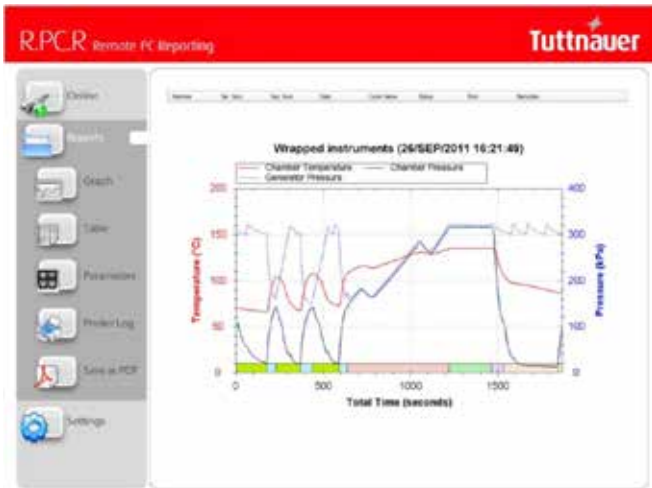 R.PC.R Remote PC Reporting
Tuttnauer
Online
Reports
Graph
Table
Parameters
Printer Log
Save as PDF
Settings
Wrapped instruments (26/SEP/2011 16:21:49)
Chamber Temperature
Chamber Pressure
Generator Pressure
200
150
100
50
0
Temperature (°C)
400
300
200
100
0
Pressure (kPa)
0
500
1000
1500
Total Time (seconds)